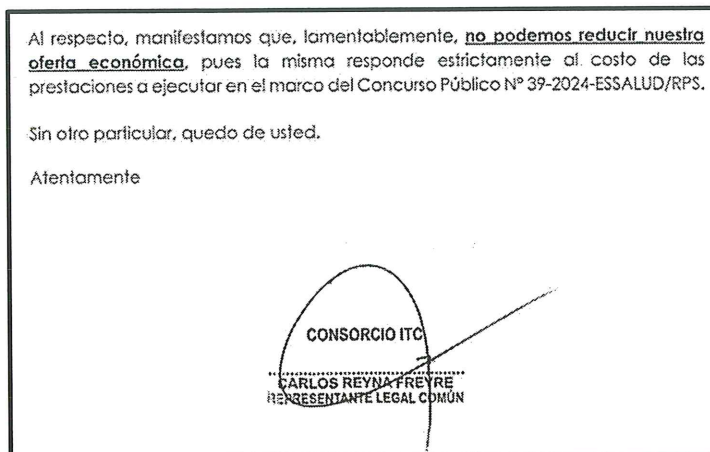 Al respecto, manifestamos que, lamentablemente, no podemos reducir nuestra
oferta económica, pues la misma responde estrictamente al costo de las
prestaciones a ejecutar en el marco del Concurso Público N° 39-2024-ESSALUD/RPS.
Sin otro particular, quedo de usted.
Atentamente
CONSORCIO ITC
CARLOS REYNA FREYRE
REPRESENTANTE LEGAL COMÚN